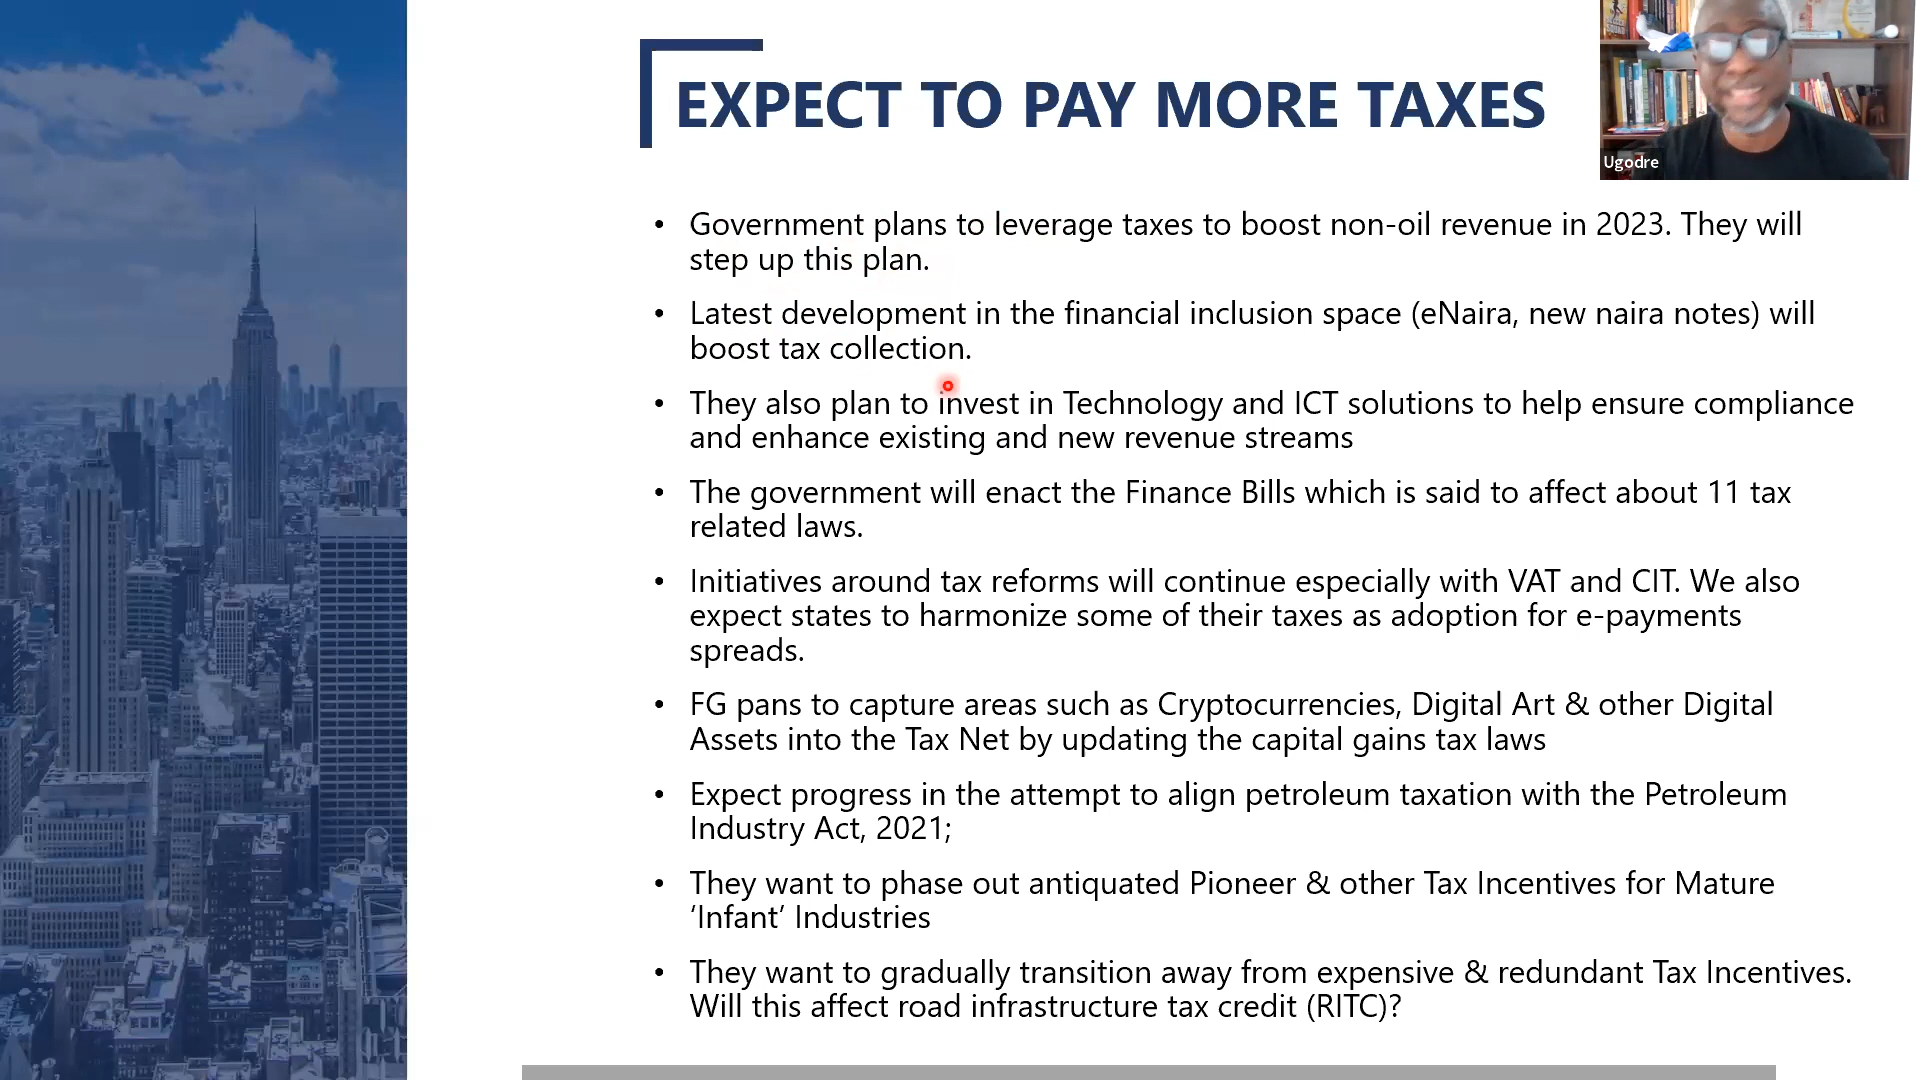 EXPECT TO PAY MORE TAXES
Ugodre
• Government plans to leverage taxes to boost non-oil revenue in 2023. They will
step up this plan.
• Latest development in the financial inclusion space (eNaira, new naira notes) will
boost tax collection.
• They also plan to invest in Technology and ICT solutions to help ensure compliance
and enhance existing and new revenue streams
• The government will enact the Finance Bills which is said to affect about 11 tax
related laws.
• Initiatives around tax reforms will continue especially with VAT and CIT. We also
expect states to harmonize some of their taxes as adoption for e-payments
spreads.
• FG pans to capture areas such as Cryptocurrencies, Digital Art & other Digital
Assets into the Tax Net by updating the capital gains tax laws
• Expect progress in the attempt to align petroleum taxation with the Petroleum
Industry Act, 2021;
• They want to phase out antiquated Pioneer & other Tax Incentives for Mature
‘Infant’ Industries
• They want to gradually transition away from expensive & redundant Tax Incentives.
Will this affect road infrastructure tax credit (RITC)?